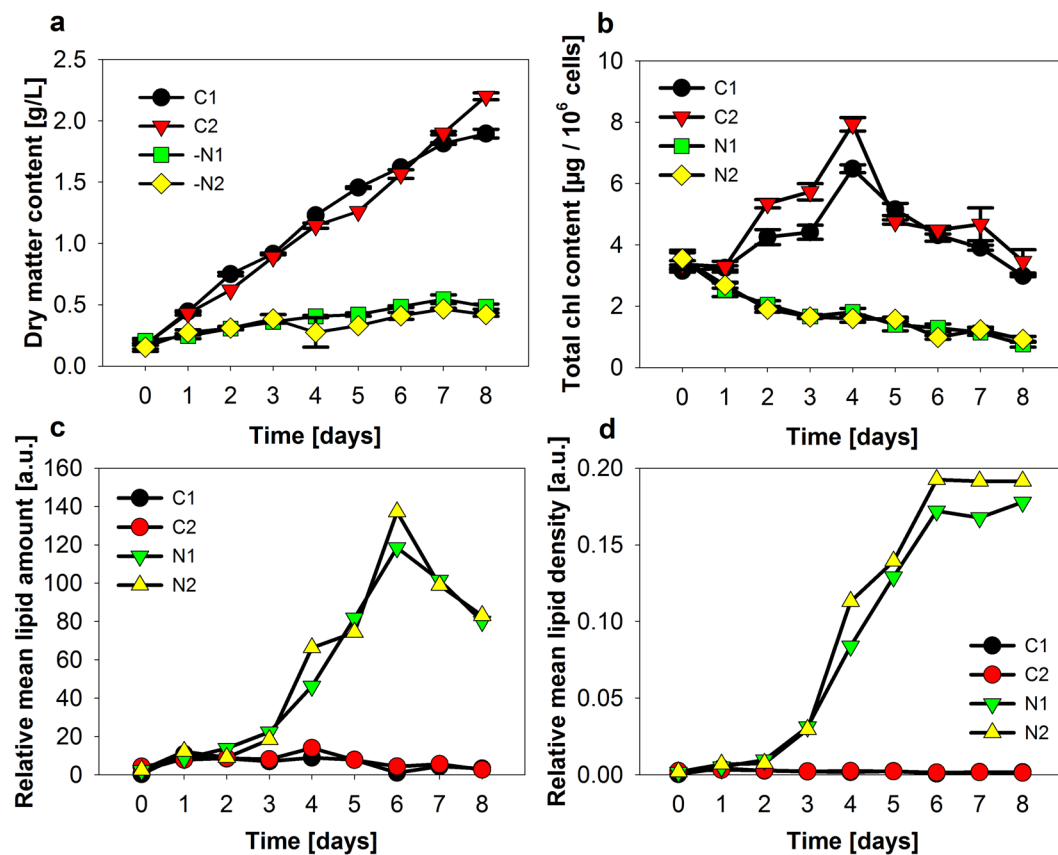 a
Dry matter content [g/L]
2.5
2.0
1.5
1.0
0.5
0.0
C1
C2
-N1
-N2
0 1 2 3 4 5 6 7 8
Time [days]
b
Total chl content [µg / 10⁶ cells]
10
8
6
4
2
0
C1
C2
N1
N2
0 1 2 3 4 5 6 7 8
Time [days]
c
Relative mean lipid amount [a.u.]
160
140
120
100
80
60
40
20
0
C1
C2
N1
N2
0 1 2 3 4 5 6 7 8
Time [days]
d
Relative mean lipid density [a.u.]
0.20
0.15
0.10
0.05
0.00
C1
C2
N1
N2
0 1 2 3 4 5 6 7 8
Time [days]